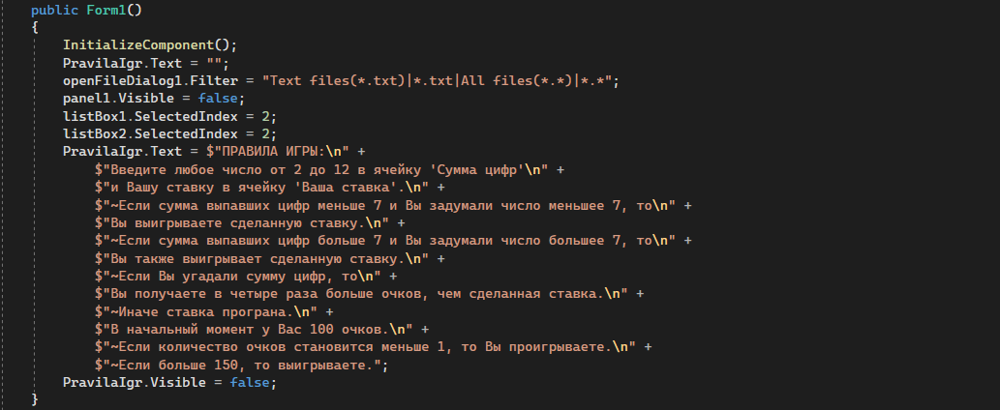 public Form1()
{
InitializeComponent();
PravilaIgr.Text = "";
openFileDialog1.Filter = "Text files(*.txt)|*.txt|All files(*.*)|*.*";
panel1.Visible = false;
listBox1.SelectedIndex = 2;
listBox2.SelectedIndex = 2;
PravilaIgr.Text = $"ПРАВИЛА ИГРЫ:\n" +
$"Введите любое число от 2 до 12 в ячейку 'Сумма цифр'\n" +
$"и Вашу ставку в ячейку 'Ваша ставка'.\n" +
$"~Если сумма выпавших цифр меньше 7 и Вы задумали число меньшее 7, то\n" +
$"Вы выигрываете сделанную ставку.\n" +
$"~Если сумма выпавших цифр больше 7 и Вы задумали число большее 7, то\n" +
$"Вы также выигрывает сделанную ставку.\n" +
$"~Если Вы угадали сумму цифр, то\n" +
$"Вы получаете в четыре раза больше очков, чем сделанная ставка.\n" +
$"~Иначе ставка програна.\n" +
$"В начальный момент у Вас 100 очков.\n" +
$"~Если количество очков становится меньше 1, то Вы проигрываете.\n" +
$"~Если больше 150, то выигрываете.";
PravilaIgr.Visible = false;
}